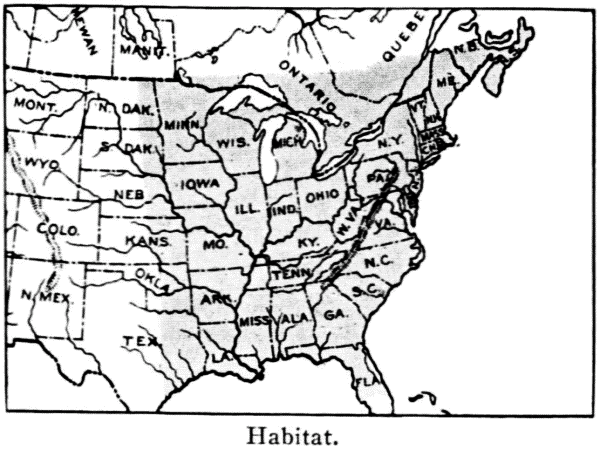 EWAN
MANIT.
ONTARIO
QUEBEC
N.B.
N.S.
ME.
MONT.
N. DAK.
MINN.
VT.
N.H.
MASS
WIS.
MICH.
N.Y.
S. DAK.
WYO.
IOWA
PA.
NEB.
ILL.
IND.
OHIO
W. VA.
VA.
COLO.
KANS.
MO.
KY.
N.C.
TENN.
OKLA.
N. MEX.
ARK.
S.C.
MISS
ALA.
GA.
TEX.
LA.
FLA.
Habitat.